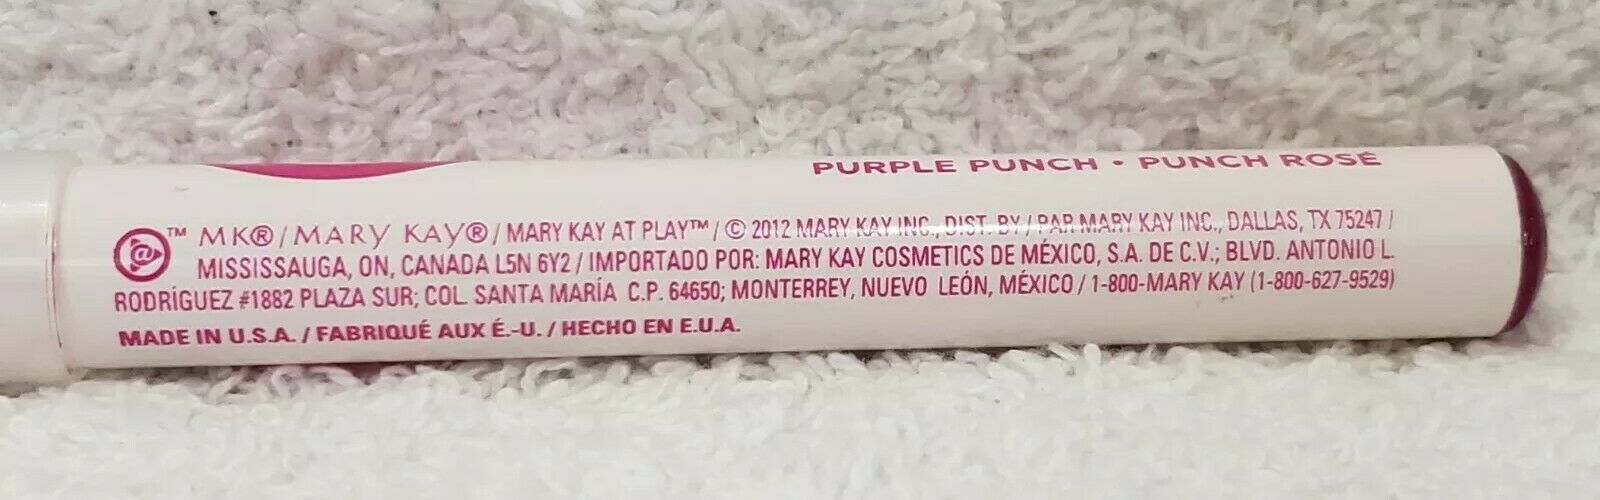 PURPLE PUNCH • PUNCH ROSÉ
@™ MK®/MARY KAY®/ MARY KAY AT PLAY™ / © 2012 MARY KAY INC., DIST. BY / PAR MARY KAY INC., DALLAS, TX 75247 /
MISSISSAUGA, ON, CANADA L5N 6Y2 / IMPORTADO POR: MARY KAY COSMETICS DE MÉXICO, S.A. DE C.V.; BLVD. ANTONIO L.
RODRÍGUEZ #1882 PLAZA SUR; COL. SANTA MARÍA C.P. 64650; MONTERREY, NUEVO LEÓN, MÉXICO / 1-800-MARY KAY (1-800-627-9529)
MADE IN U.S.A. / FABRIQUÉ AUX É.-U. / HECHO EN E.U.A.